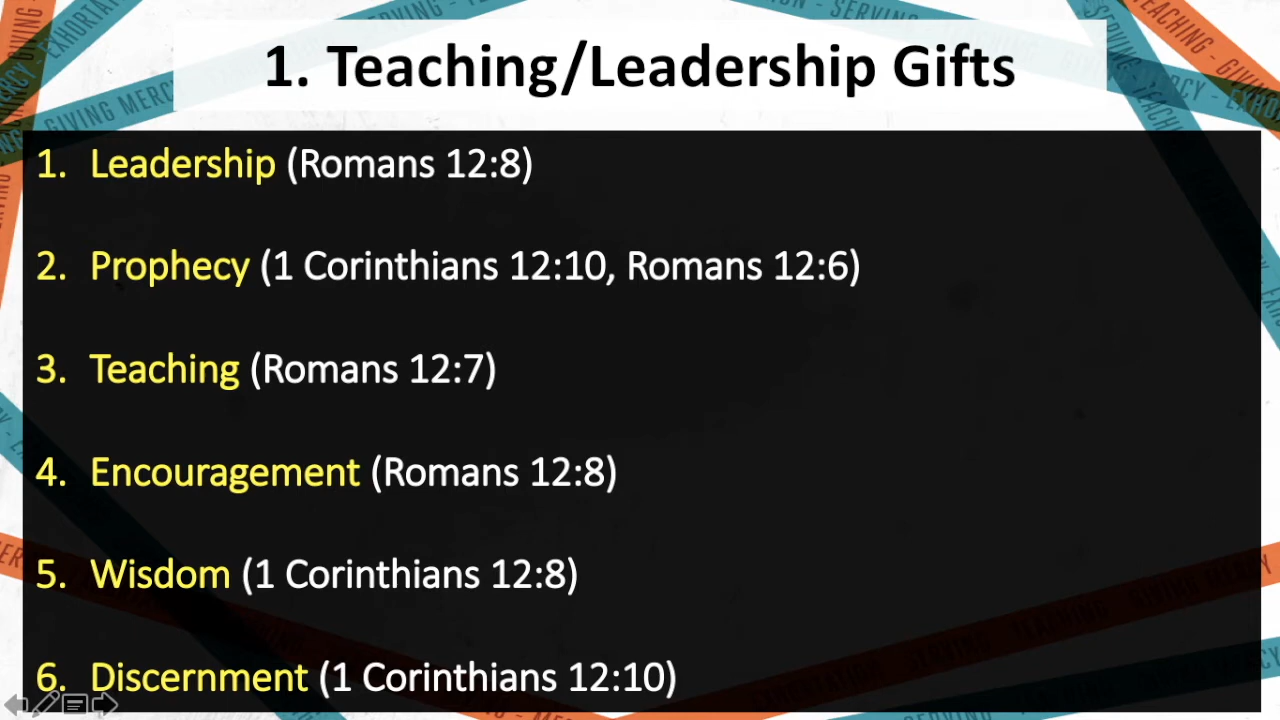 1. Teaching/Leadership Gifts
1. Leadership (Romans 12:8)
2. Prophecy (1 Corinthians 12:10, Romans 12:6)
3. Teaching (Romans 12:7)
4. Encouragement (Romans 12:8)
5. Wisdom (1 Corinthians 12:8)
6. Discernment (1 Corinthians 12:10)